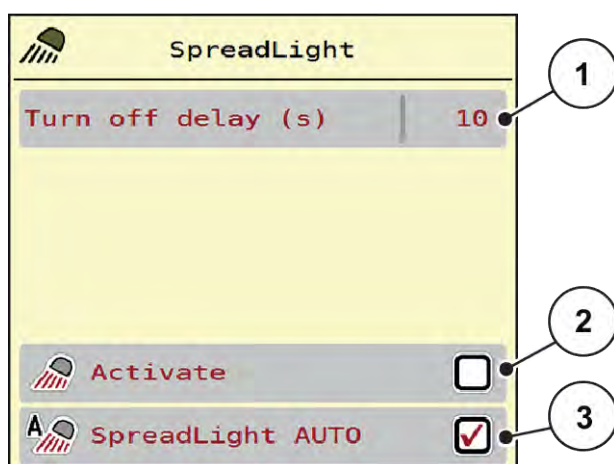 SpreadLight
1
Turn off delay (s) 10
2
Activate
3
A SpreadLight AUTO